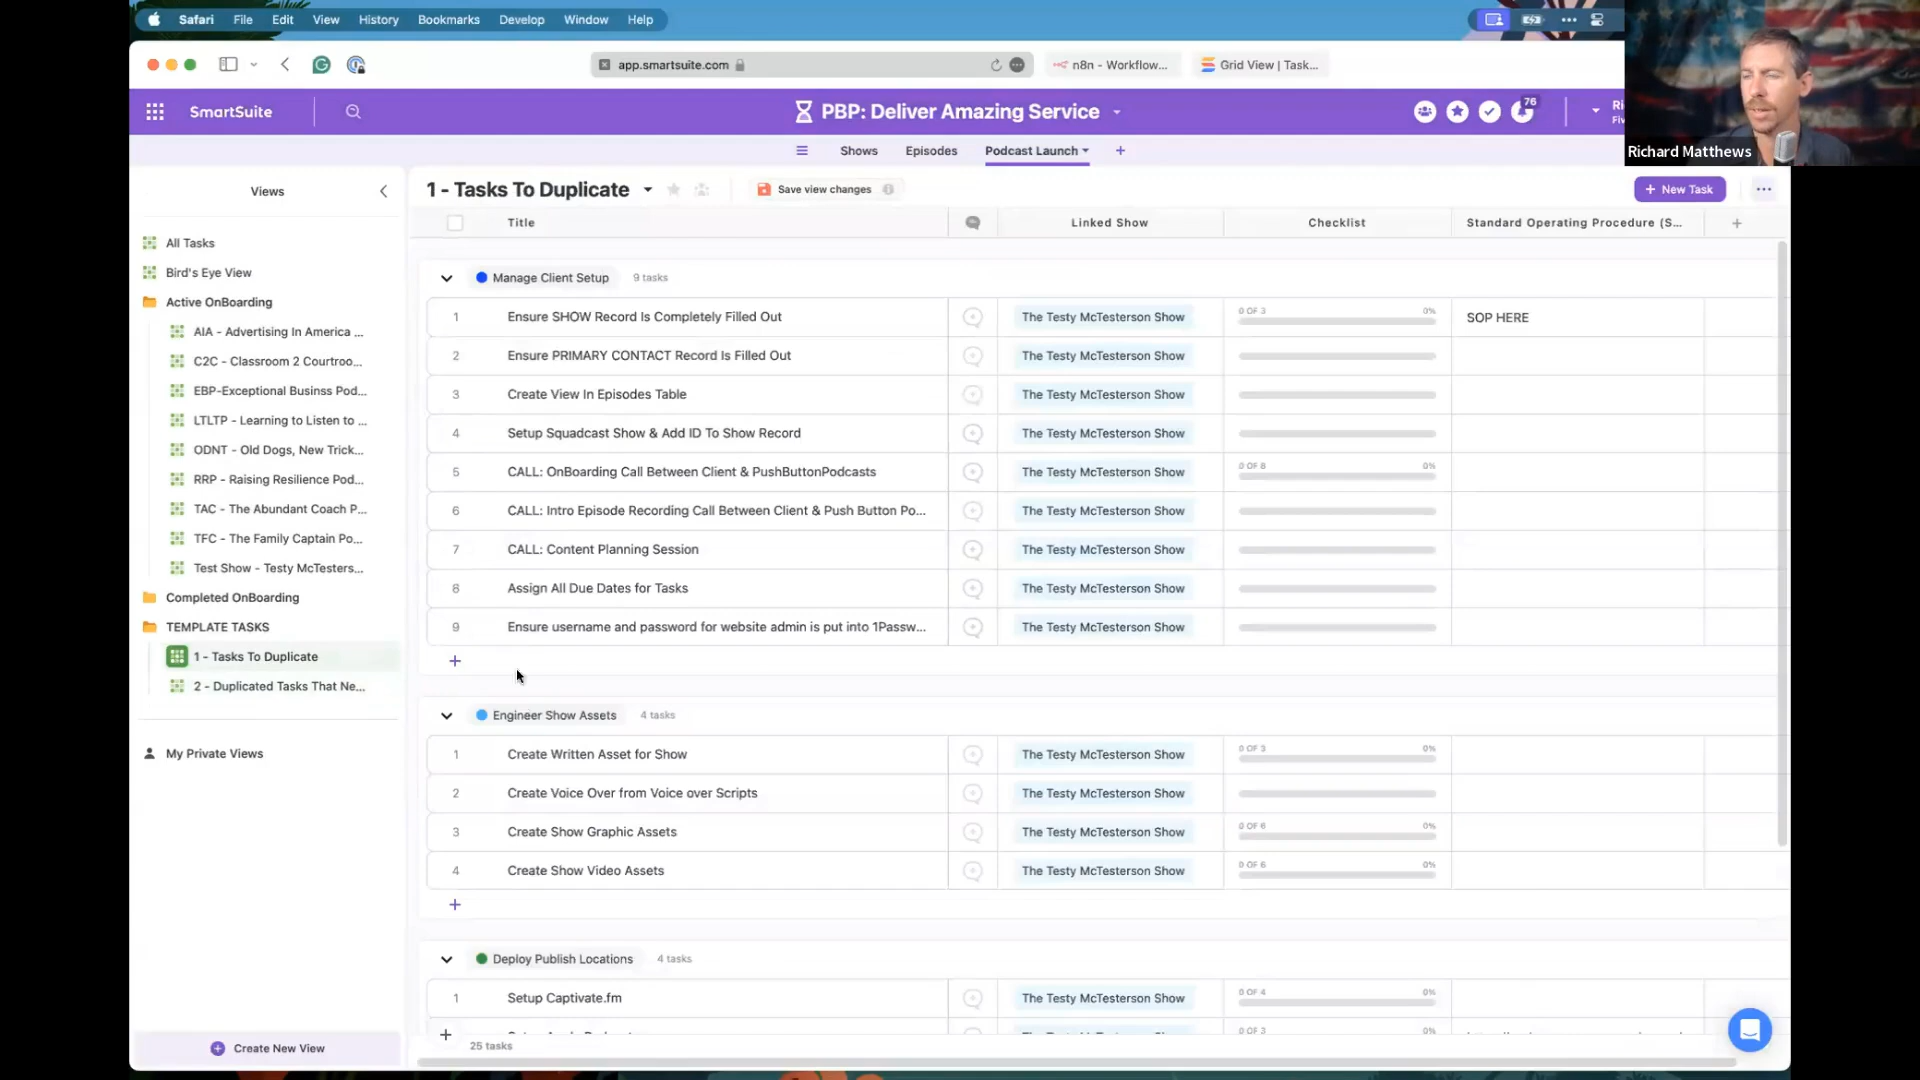 Safari File Edit View History Bookmarks Develop Window Help
app.smartsuite.com
n8n - Workflow...
Grid View | Task...
SmartSuite
PBP: Deliver Amazing Service
76
Ri
Fiv
Richard Matthews
Shows Episodes Podcast Launch
Views
All Tasks
Bird's Eye View
Active OnBoarding
AIA - Advertising In America ...
C2C - Classroom 2 Courtroo...
EBP-Exceptional Businss Pod...
LTLTP - Learning to Listen to ...
ODNT - Old Dogs, New Trick...
RRP - Raising Resilience Pod...
TAC - The Abundant Coach P...
TFC - The Family Captain Po...
Test Show - Testy McTesters...
Completed OnBoarding
TEMPLATE TASKS
1 - Tasks To Duplicate
2 - Duplicated Tasks That Ne...
My Private Views
Create New View
1 - Tasks To Duplicate
Save view changes
New Task
Title Linked Show Checklist Standard Operating Procedure (S...
Manage Client Setup 9 tasks
1 Ensure SHOW Record Is Completely Filled Out The Testy McTesterson Show 0 OF 3 0% SOP HERE
2 Ensure PRIMARY CONTACT Record Is Filled Out The Testy McTesterson Show
3 Create View In Episodes Table The Testy McTesterson Show
4 Setup Squadcast Show & Add ID To Show Record The Testy McTesterson Show
5 CALL: OnBoarding Call Between Client & PushButtonPodcasts The Testy McTesterson Show 0 OF 8 0%
6 CALL: Intro Episode Recording Call Between Client & Push Button Po... The Testy McTesterson Show
7 CALL: Content Planning Session The Testy McTesterson Show
8 Assign All Due Dates for Tasks The Testy McTesterson Show
9 Ensure username and password for website admin is put into 1Passw... The Testy McTesterson Show
Engineer Show Assets 4 tasks
1 Create Written Asset for Show The Testy McTesterson Show 0 OF 3 0%
2 Create Voice Over from Voice over Scripts The Testy McTesterson Show
3 Create Show Graphic Assets The Testy McTesterson Show 0 OF 6 0%
4 Create Show Video Assets The Testy McTesterson Show 0 OF 6 0%
Deploy Publish Locations 4 tasks
1 Setup Captivate.fm The Testy McTesterson Show 0 OF 4 0%
0 OF 3 0%
25 tasks